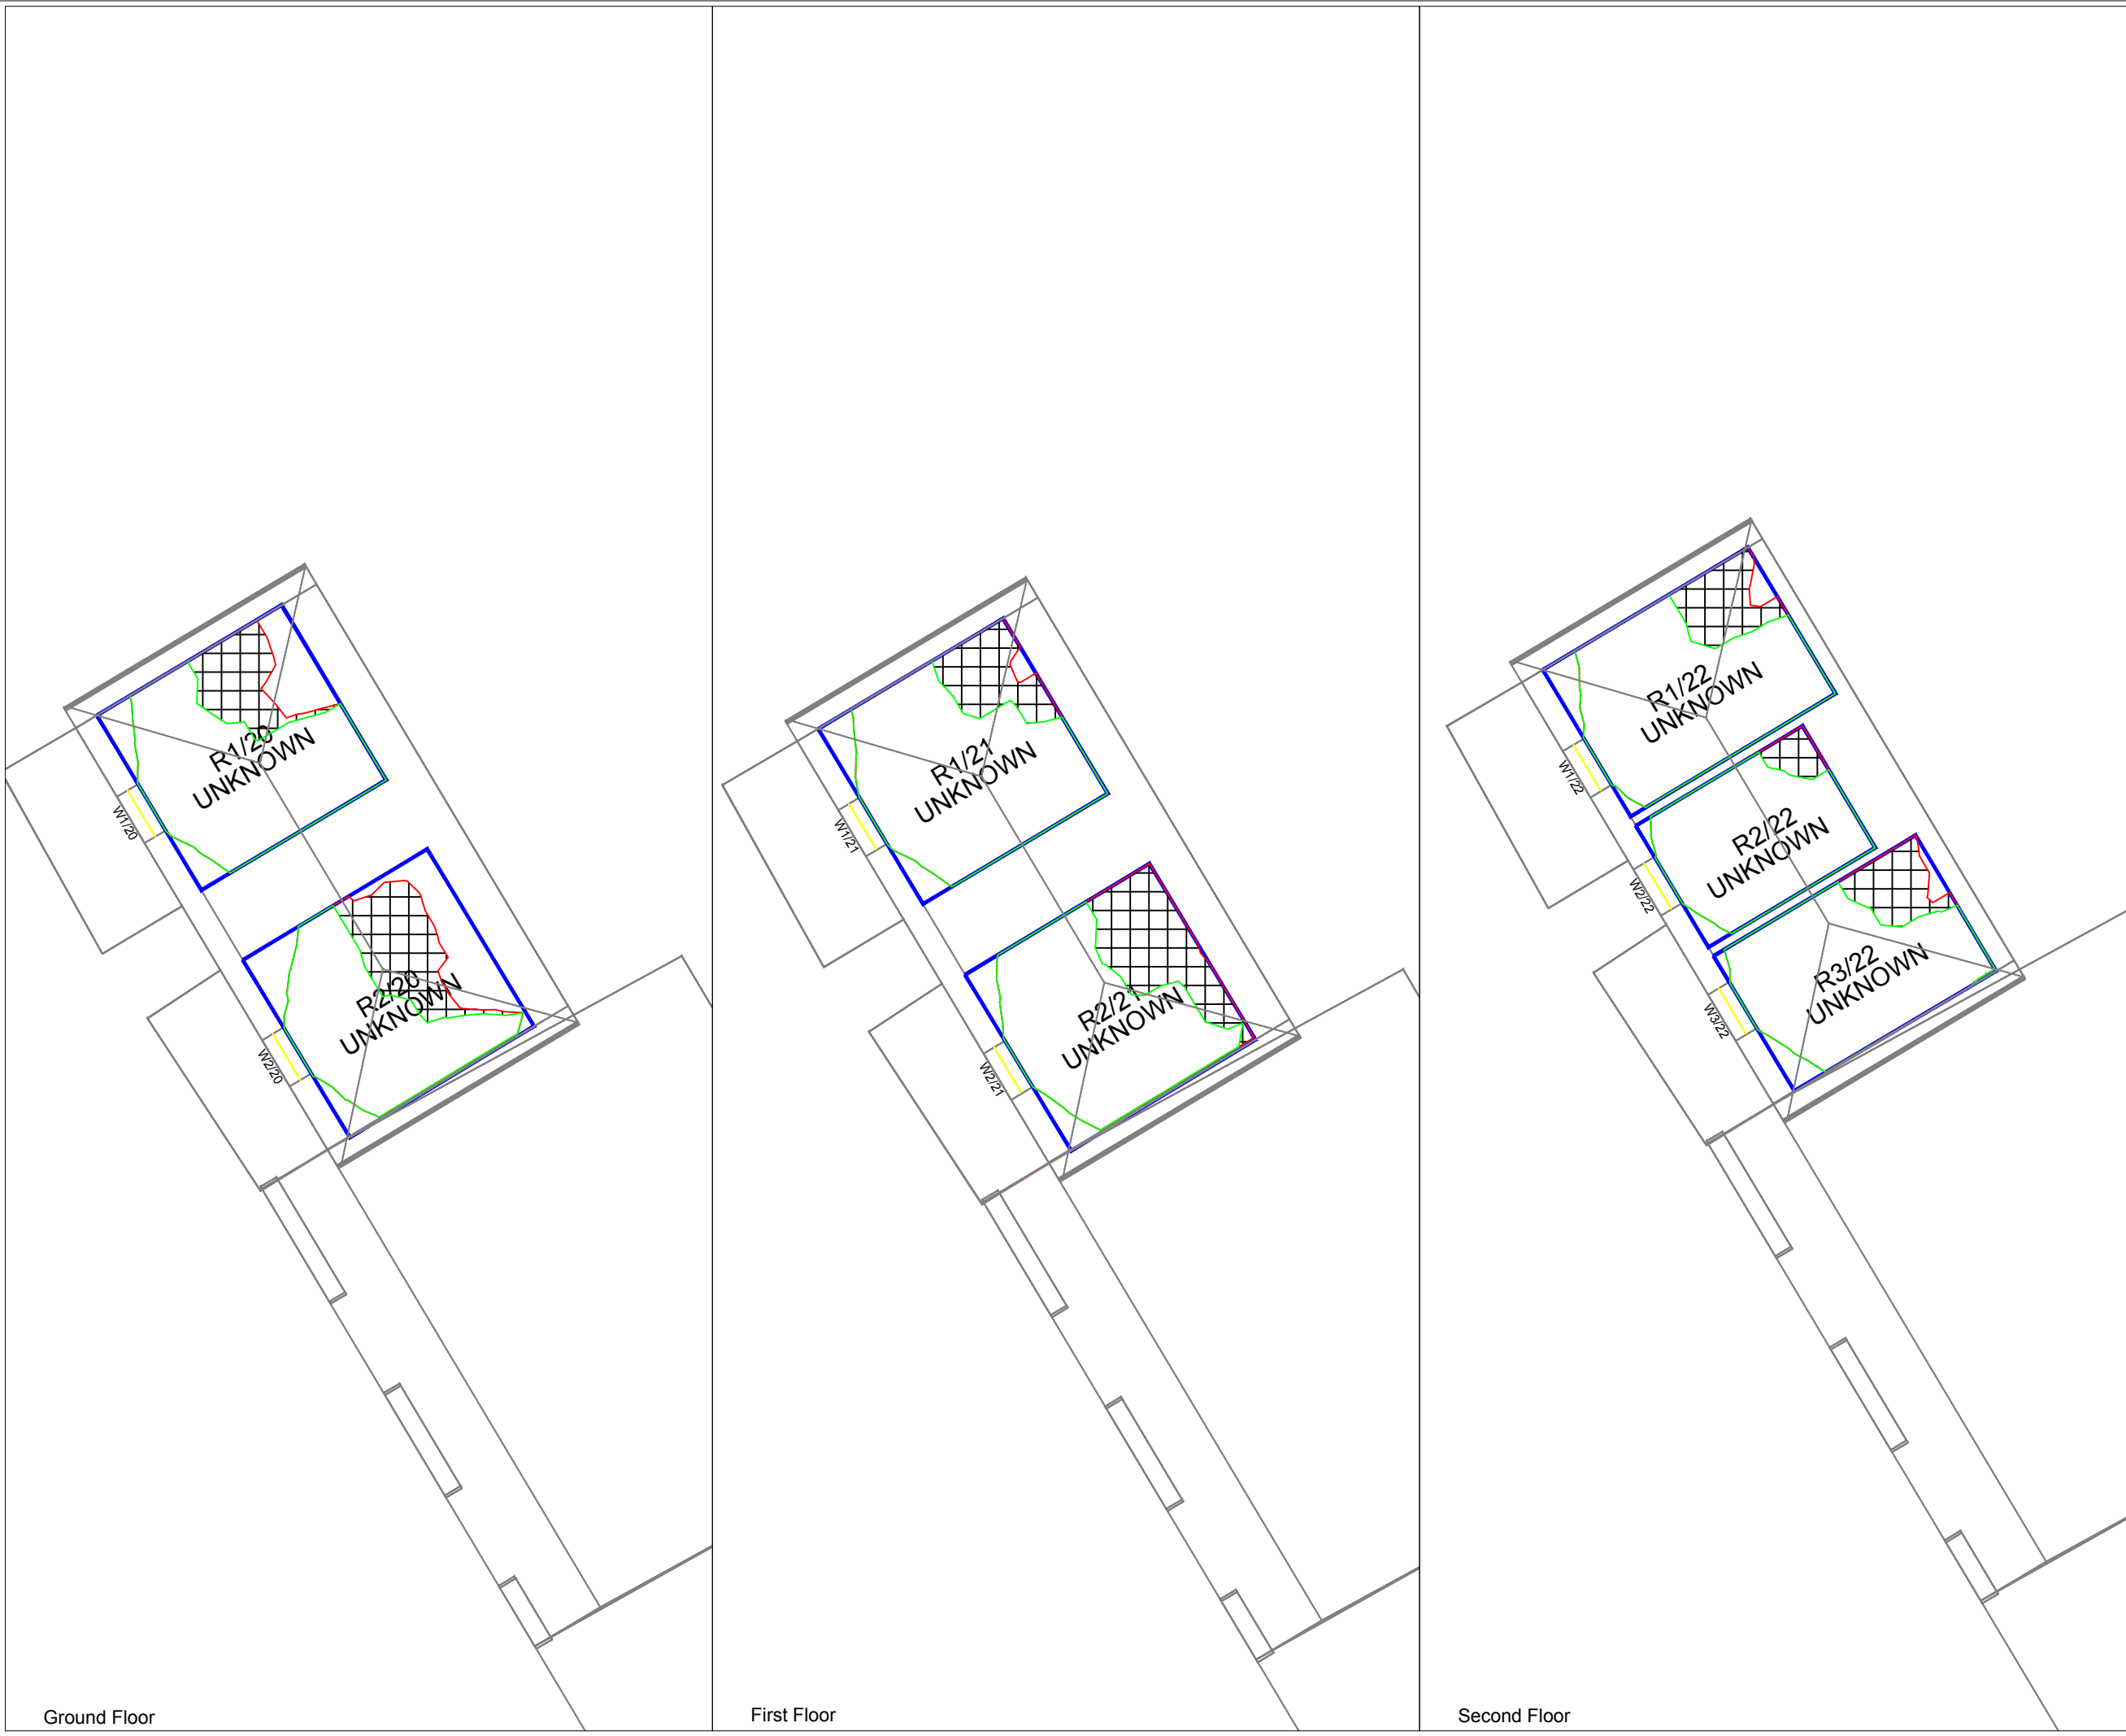 R1/20
UNKNOWN
W1/20
R2/20
UNKNOWN
W2/20
Ground Floor
R1/21
UNKNOWN
W1/21
R2/21
UNKNOWN
W2/21
First Floor
R1/22
UNKNOWN
W1/22
R2/22
UNKNOWN
W2/22
R3/22
UNKNOWN
W3/22
Second Floor